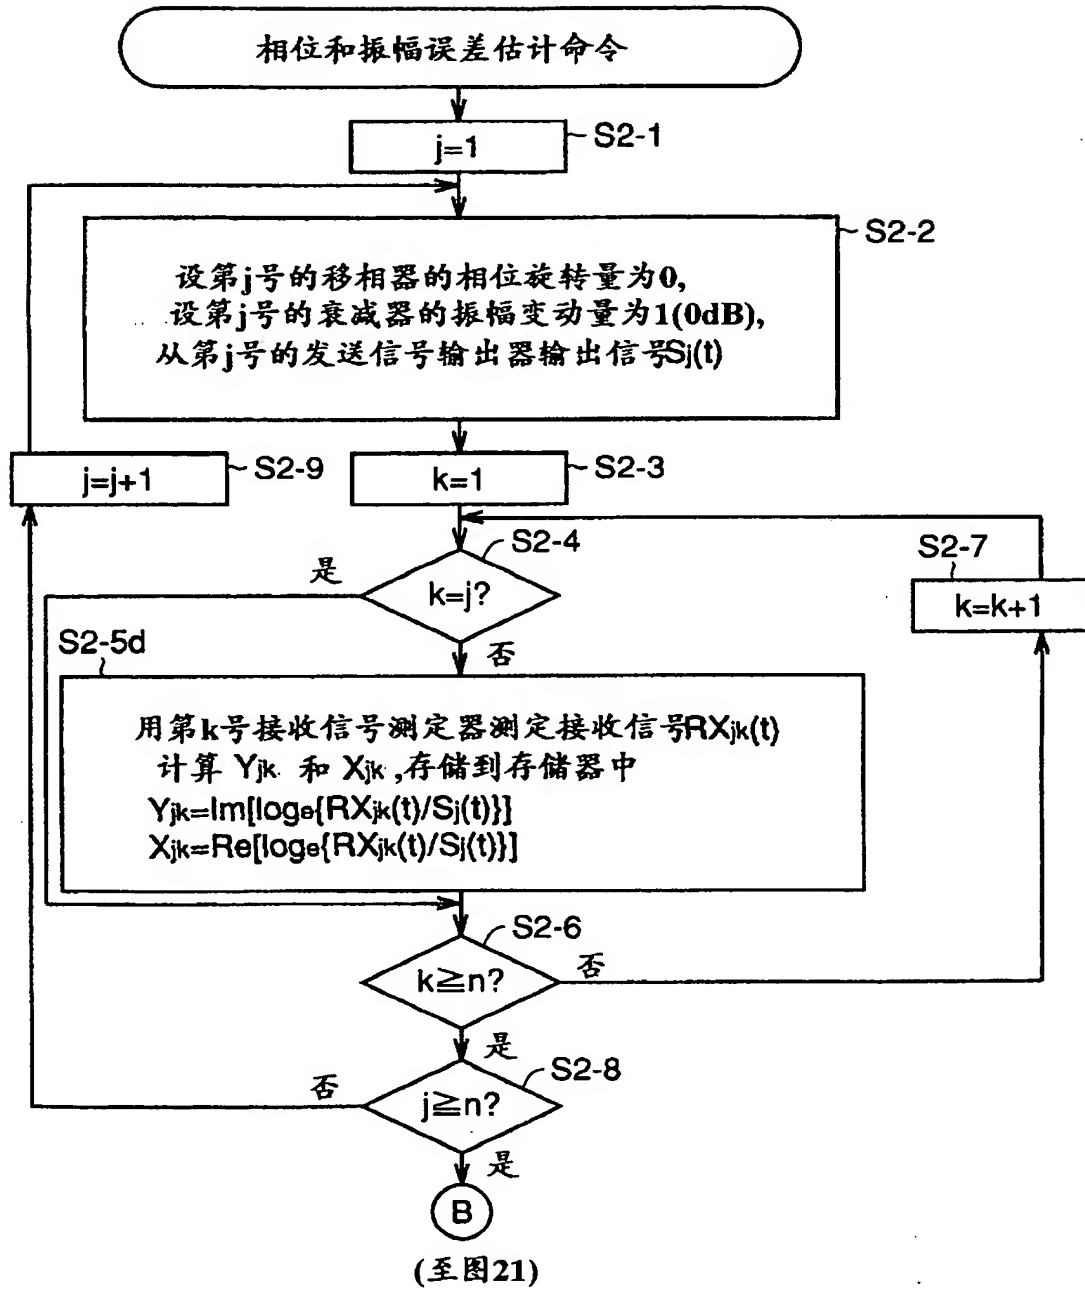 相位和振幅误差估计命令
j=1
S2-1
S2-2
设第j号的移相器的相位旋转量为0,
设第j号的衰减器的振幅变动量为1(0dB),
从第j号的发送信号输出器输出信号Sj(t)
j=j+1
S2-9
k=1
S2-3
S2-4
k=j?
是
否
S2-7
k=k+1
S2-5d
用第k号接收信号测定器测定接收信号RXjk(t)
计算 Yjk 和 Xjk ,存储到存储器中
Yjk=Im[loge{RXjk(t)/Sj(t)}]
Xjk=Re[loge{RXjk(t)/Sj(t)}]
S2-6
k≧n?
否
是
S2-8
j≧n?
否
是
B
(至图21)